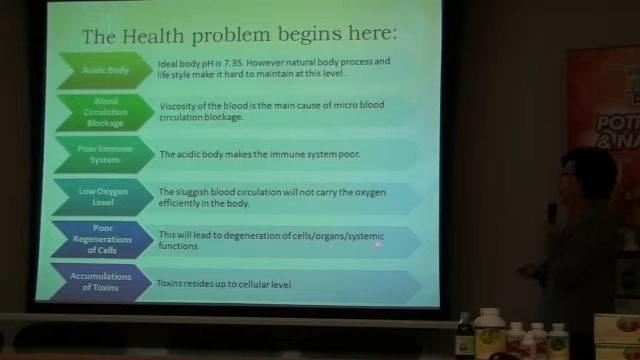 The Health problem begins here:
Acidic Body
Ideal body pH is 7.35. However natural body process and
life style make it hard to maintain at this level.
Blood
Circulation
Blockage
Viscosity of the blood is the main cause of micro blood
circulation blockage.
Poor Immune
System
The acidic body makes the immune system poor.
Low Oxygen
Level
The sluggish blood circulation will not carry the oxygen
efficiently in the body.
Poor
Regenerations
of Cells
This will lead to degeneration of cells/organs/systemic
functions
Accumulations
of Toxins
Toxins resides up to cellular level